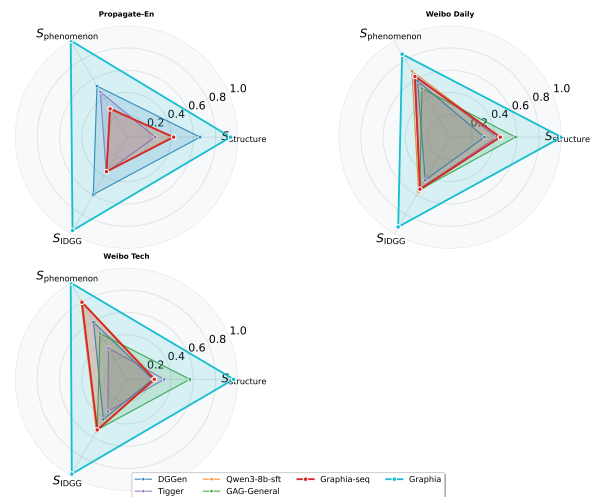 Propagate-En
Weibo Daily
S_phenomenon
S_phenomenon
0.2 0.4 0.6 0.8 1.0
0.2 0.4 0.6 0.8 1.0
S_structure
S_structure
S_IDGG
S_IDGG
Weibo Tech
S_phenomenon
0.2 0.4 0.6 0.8 1.0
S_structure
S_IDGG
DGGen Qwen3-8b-sft Graphia-seq Graphia
Tigger GAG-General